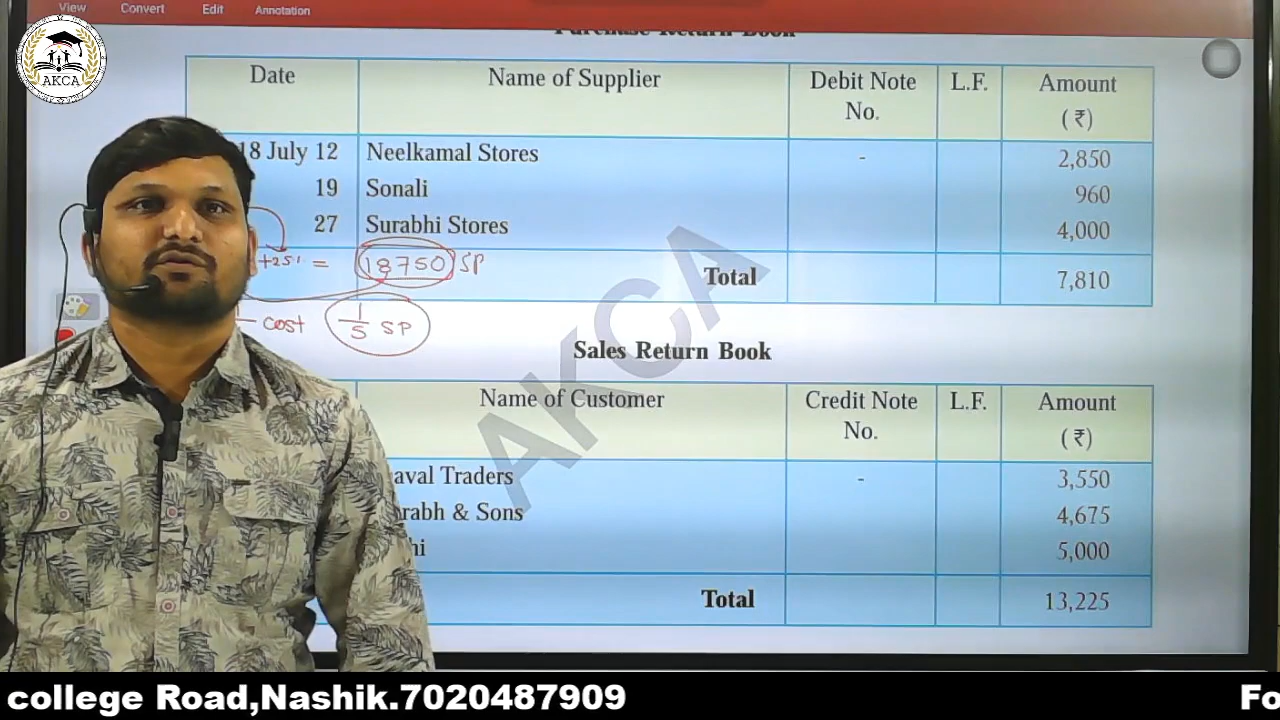 View Convert Edit Annotation
AKCA
Purchase Return Book
Date Name of Supplier Debit Note No. L.F. Amount (₹)
18 July 12 Neelkamal Stores - 2,850
19 Sonali 960
27 Surabhi Stores 4,000
+25% = 18750 SP
Total 7,810
cost 1/5 SP
AKCA
Sales Return Book
Name of Customer Credit Note No. L.F. Amount (₹)
aval Traders - 3,550
rabh & Sons 4,675
hi 5,000
Total 13,225
college Road,Nashik.7020487909 Fo